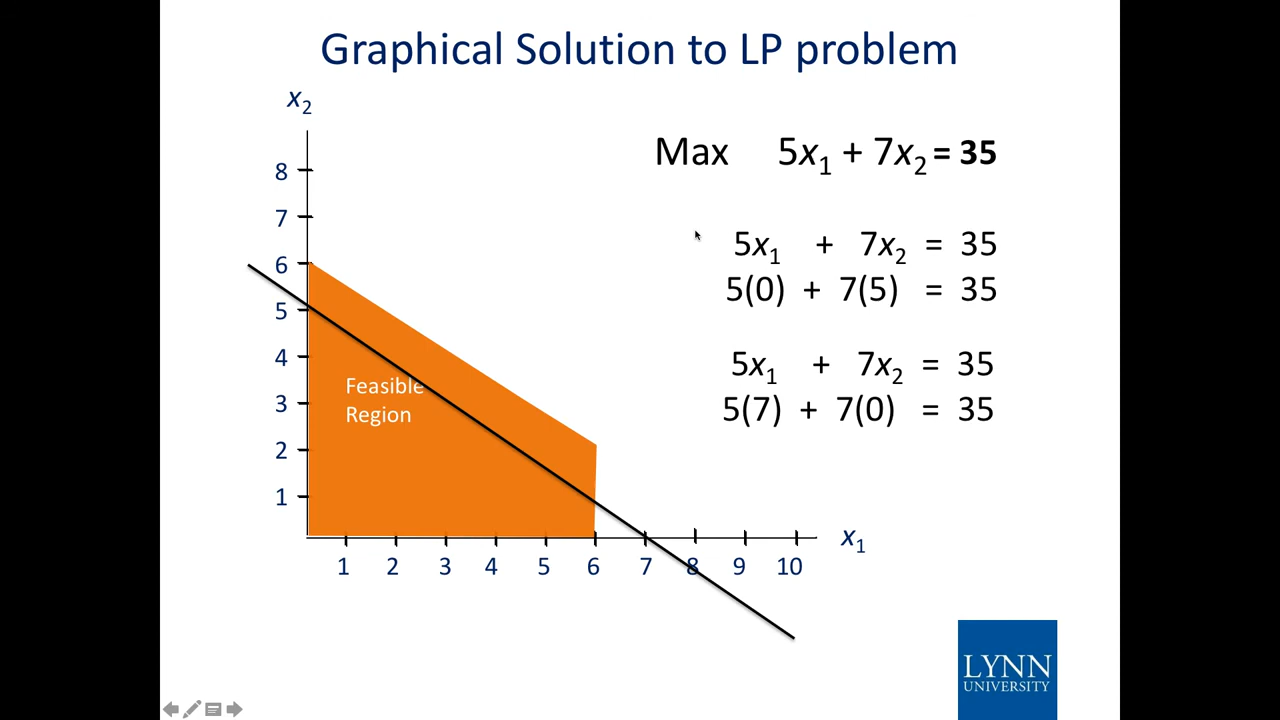 Graphical Solution to LP problem
x2
Max 5x1 + 7x2 = 35
8
7
6
5
4
3
2
1
5x1 + 7x2 = 35
5(0) + 7(5) = 35
5x1 + 7x2 = 35
5(7) + 7(0) = 35
Feasible
Region
x1
1 2 3 4 5 6 7 8 9 10
LYNN
UNIVERSITY